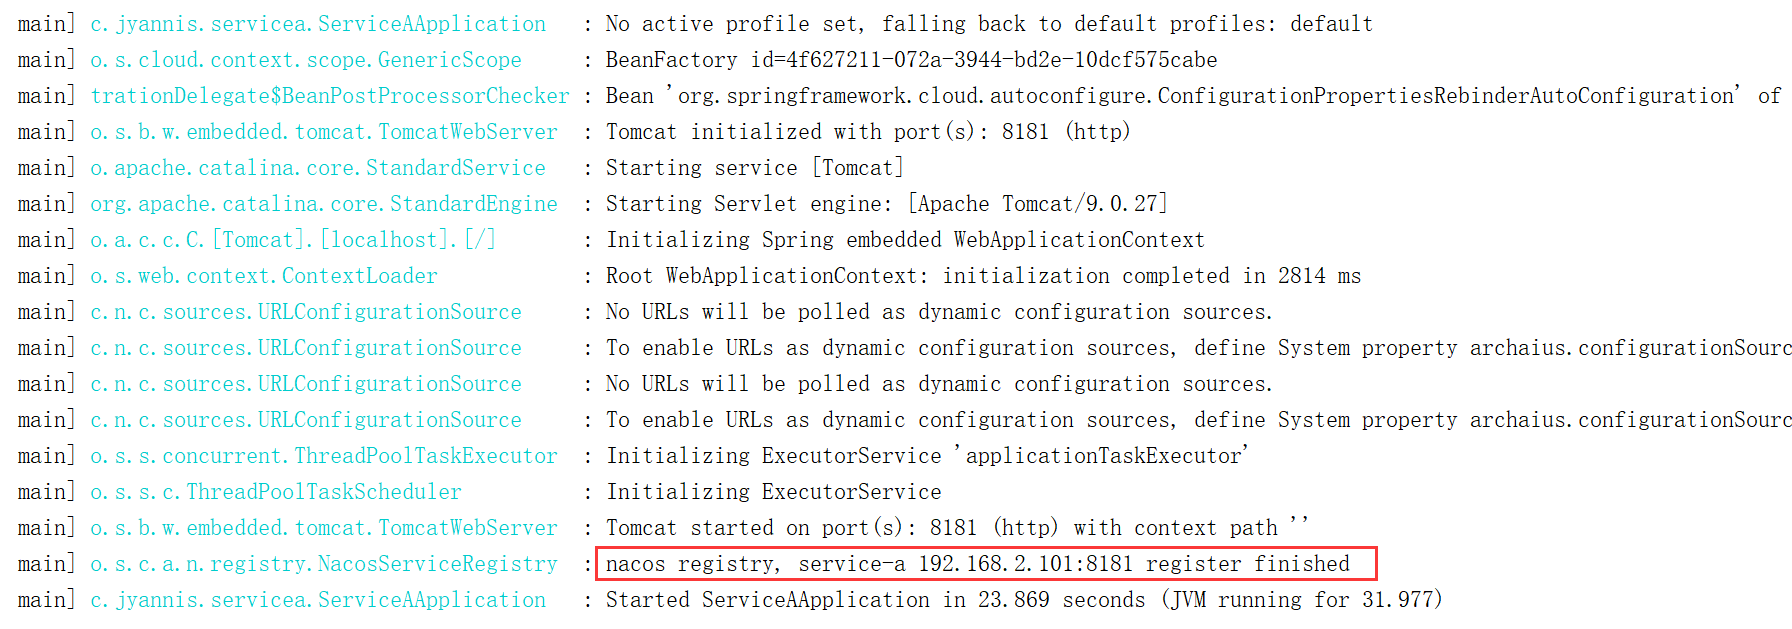 main] c.jyannis.servicea.ServiceAApplication : No active profile set, falling back to default profiles: default
main] o.s.cloud.context.scope.GenericScope : BeanFactory id=4f627211-072a-3944-bd2e-10dcf575cabe
main] trationDelegate$BeanPostProcessorChecker : Bean 'org.springframework.cloud.autoconfigure.ConfigurationPropertiesRebinderAutoConfiguration' of
main] o.s.b.w.embedded.tomcat.TomcatWebServer : Tomcat initialized with port(s): 8181 (http)
main] o.apache.catalina.core.StandardService : Starting service [Tomcat]
main] org.apache.catalina.core.StandardEngine : Starting Servlet engine: [Apache Tomcat/9.0.27]
main] o.a.c.c.C.[Tomcat].[localhost].[/] : Initializing Spring embedded WebApplicationContext
main] o.s.web.context.ContextLoader : Root WebApplicationContext: initialization completed in 2814 ms
main] c.n.c.sources.URLConfigurationSource : No URLs will be polled as dynamic configuration sources.
main] c.n.c.sources.URLConfigurationSource : To enable URLs as dynamic configuration sources, define System property archaius.configurationSourc
main] c.n.c.sources.URLConfigurationSource : No URLs will be polled as dynamic configuration sources.
main] c.n.c.sources.URLConfigurationSource : To enable URLs as dynamic configuration sources, define System property archaius.configurationSourc
main] o.s.s.concurrent.ThreadPoolTaskExecutor : Initializing ExecutorService 'applicationTaskExecutor'
main] o.s.s.c.ThreadPoolTaskScheduler : Initializing ExecutorService
main] o.s.b.w.embedded.tomcat.TomcatWebServer : Tomcat started on port(s): 8181 (http) with context path ''
main] o.s.c.a.n.registry.NacosServiceRegistry : nacos registry, service-a 192.168.2.101:8181 register finished
main] c.jyannis.servicea.ServiceAApplication : Started ServiceAApplication in 23.869 seconds (JVM running for 31.977)